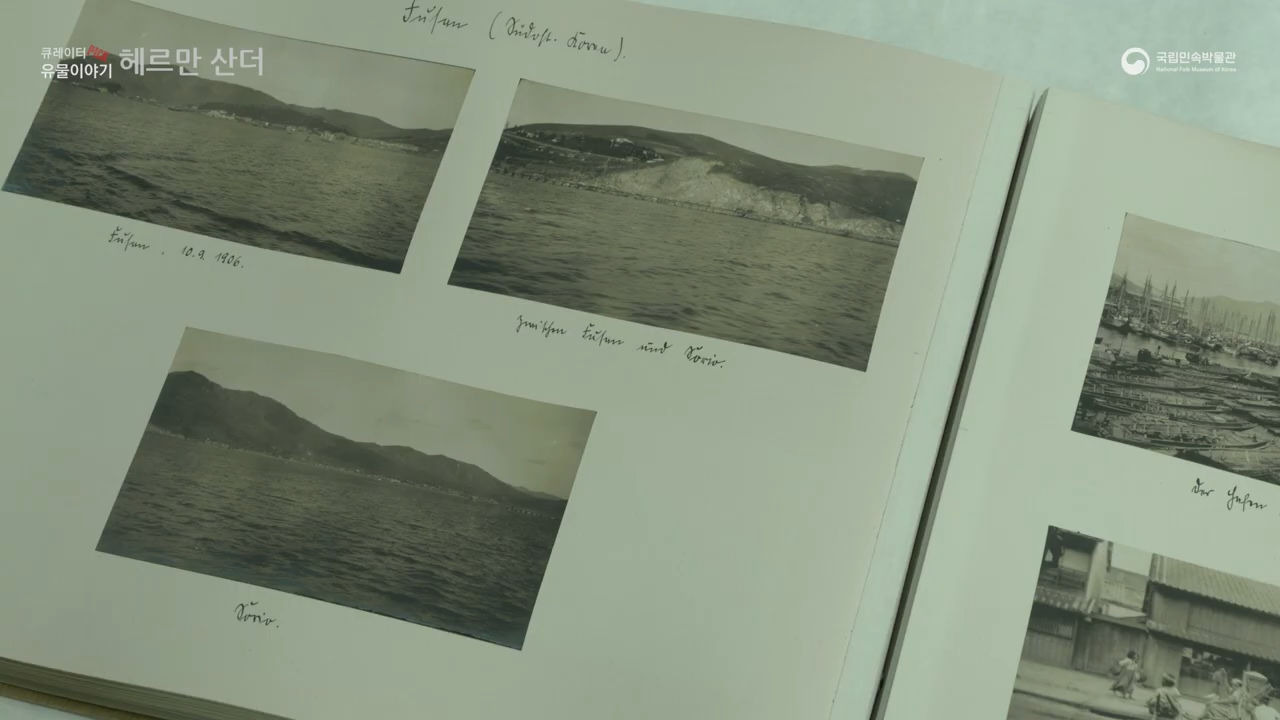 큐레이터
유물이야기
헤르만 산더
국립민속박물관
National Folk Museum of Korea
Fusan (Südost-Korea).
Fusan, 10.9.1906.
zwischen Fusan und Sorio.
Sorio.
Der Hafen